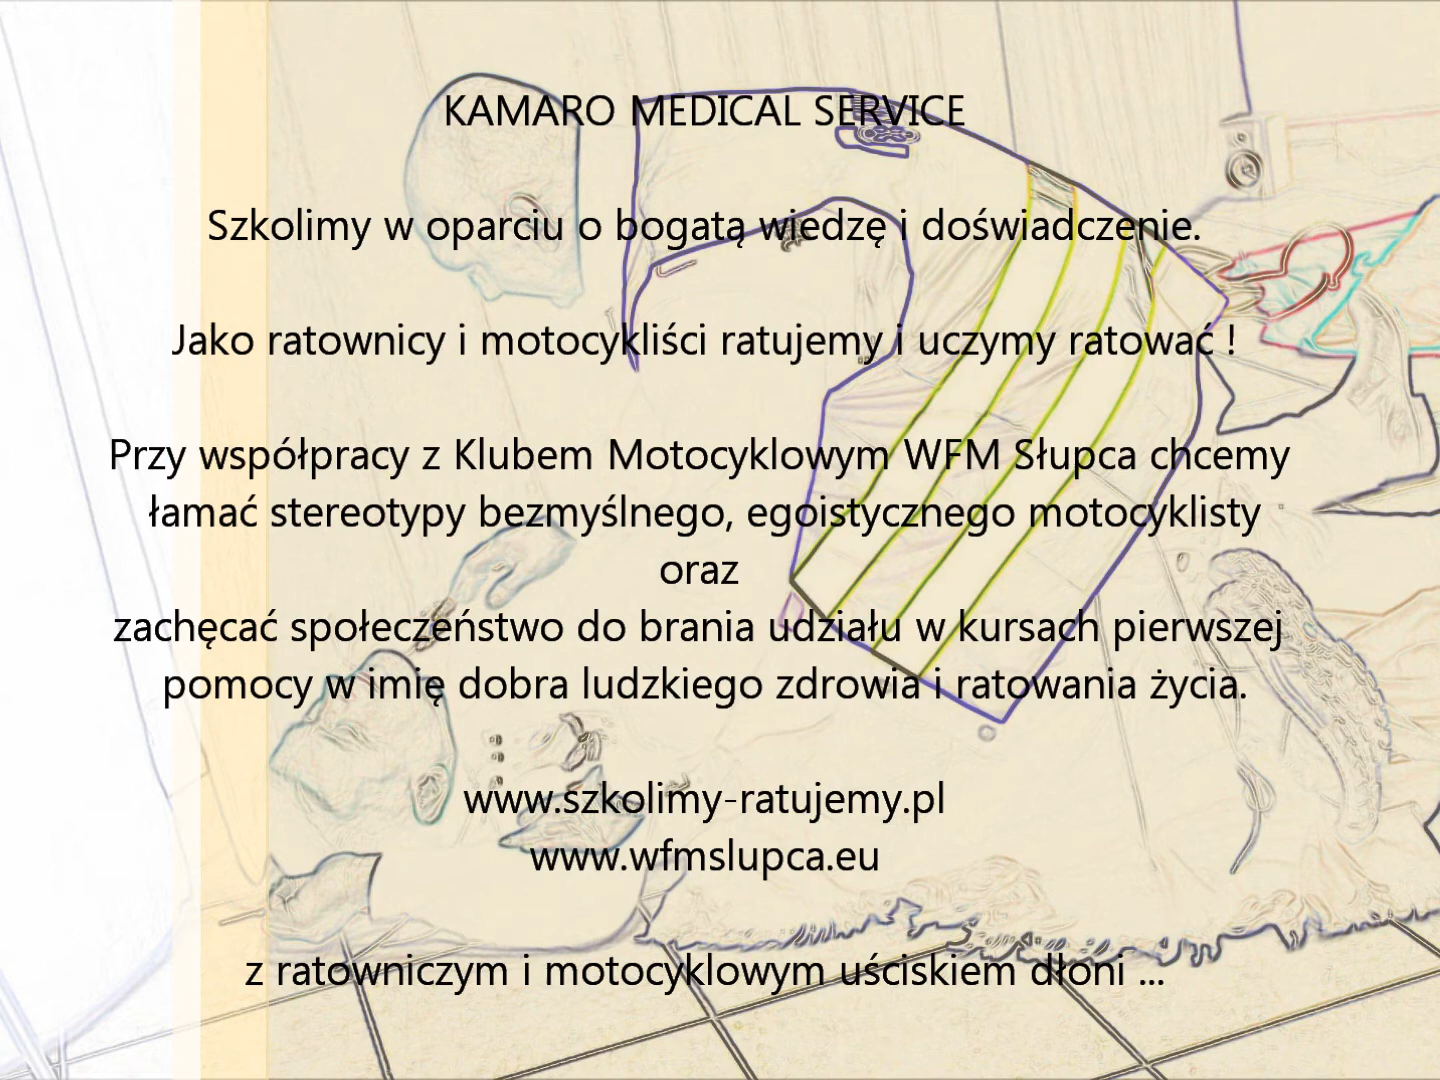 KAMARO MEDICAL SERVICE
Szkolimy w oparciu o bogatą wiedzę i doświadczenie.
Jako ratownicy i motocykliści ratujemy i uczymy ratować !
Przy współpracy z Klubem Motocyklowym WFM Słupca chcemy
łamać stereotypy bezmyślnego, egoistycznego motocyklisty
oraz
zachęcać społeczeństwo do brania udziału w kursach pierwszej
pomocy w imię dobra ludzkiego zdrowia i ratowania życia.
www.szkolimy-ratujemy.pl
www.wfmslupca.eu
z ratowniczym i motocyklowym uściskiem dłoni ...